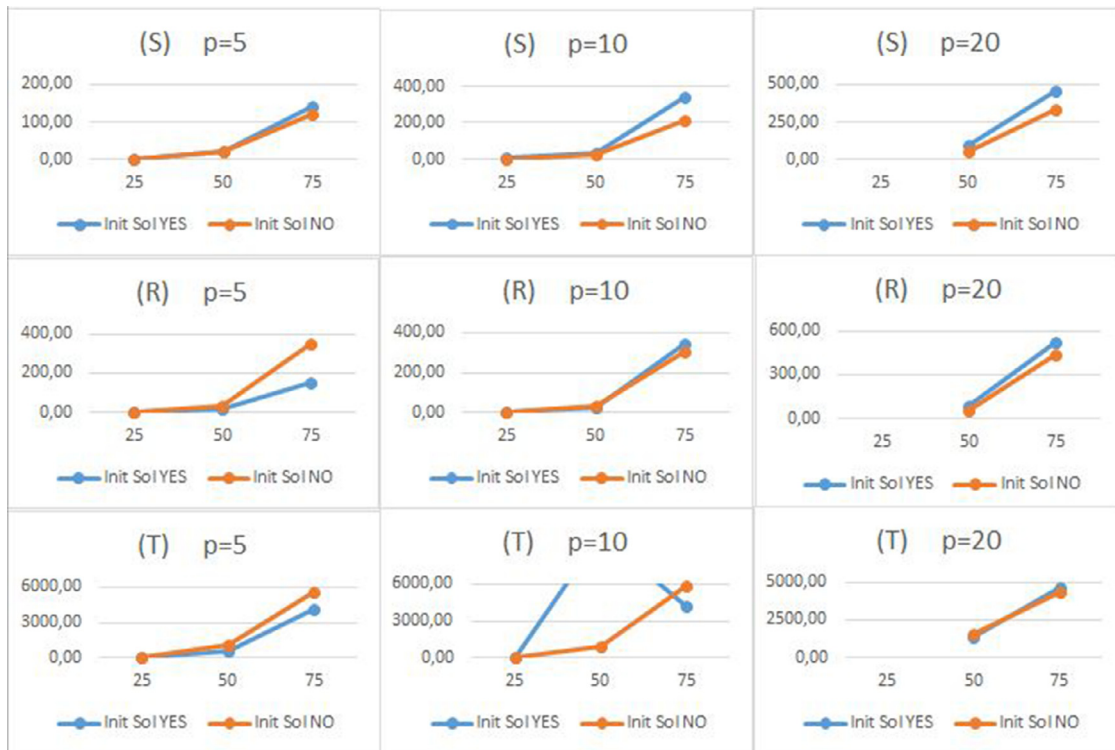 (S) p=5
200,00
100,00
0,00
25 50 75
Init Sol YES Init Sol NO
(S) p=10
400,00
200,00
0,00
25 50 75
Init Sol YES Init Sol NO
(S) p=20
500,00
250,00
0,00
25 50 75
Init Sol YES Init Sol NO
(R) p=5
400,00
200,00
0,00
25 50 75
Init Sol YES Init Sol NO
(R) p=10
400,00
200,00
0,00
25 50 75
Init Sol YES Init Sol NO
(R) p=20
600,00
300,00
0,00
25 50 75
Init Sol YES Init Sol NO
(T) p=5
6000,00
3000,00
0,00
25 50 75
Init Sol YES Init Sol NO
(T) p=10
6000,00
3000,00
0,00
25 50 75
Init Sol YES Init Sol NO
(T) p=20
5000,00
2500,00
0,00
25 50 75
Init Sol YES Init Sol NO